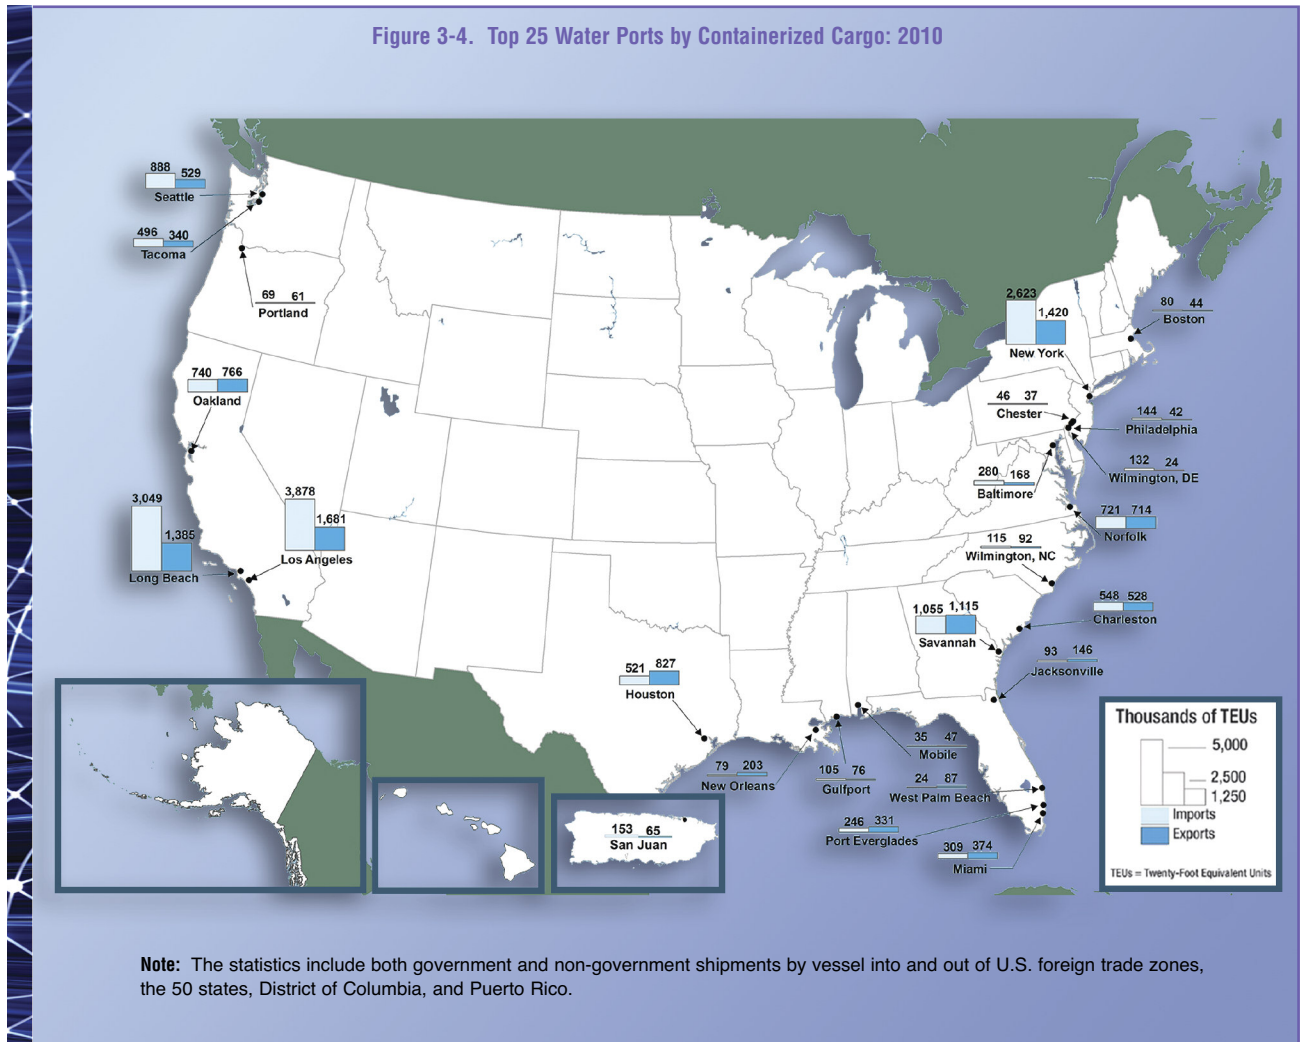 Figure 3-4. Top 25 Water Ports by Containerized Cargo: 2010
888 529
Seattle
496 340
Tacoma
69 61
Portland
740 766
Oakland
3,049
1,385
Long Beach
3,878
1,681
Los Angeles
521 827
Houston
79 203
New Orleans
105 76
Gulfport
35 47
Mobile
24 87
West Palm Beach
246 331
Port Everglades
309 374
Miami
153 65
San Juan
2,623
1,420
New York
80 44
Boston
46 37
Chester
144 42
Philadelphia
132 24
Wilmington, DE
280 168
Baltimore
721 714
Norfolk
115 92
Wilmington, NC
548 528
Charleston
1,055 1,115
Savannah
93 146
Jacksonville
Thousands of TEUs
5,000
2,500
1,250
Imports
Exports
TEUs = Twenty-Foot Equivalent Units
Note: The statistics include both government and non-government shipments by vessel into and out of U.S. foreign trade zones,
the 50 states, District of Columbia, and Puerto Rico.